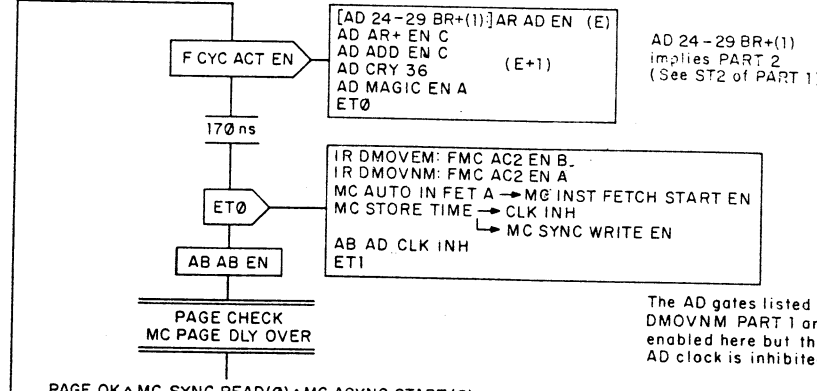 [AD 24-29 BR+(1):] AR AD EN (E)
AD AR+ EN C
AD ADD EN C
AD CRY 36 (E+1)
AD MAGIC EN A
ETØ
F CYC ACT EN
AD 24-29 BR+(1)
implies PART 2
(See ST2 of PART 1)
170 ns
IR DMOVEM: FMC AC2 EN B
IR DMOVNM: FMC AC2 EN A
MC AUTO IN FET A → MC INST FETCH START EN
MC STORE TIME → CLK INH
→ MC SYNC WRITE EN
AB AD CLK INH
ET1
ETØ
AB AB EN
PAGE CHECK
MC PAGE DLY OVER
The AD gates listed
DMOVNM PART 1 ar
enabled here but th
AD clock is inhibite